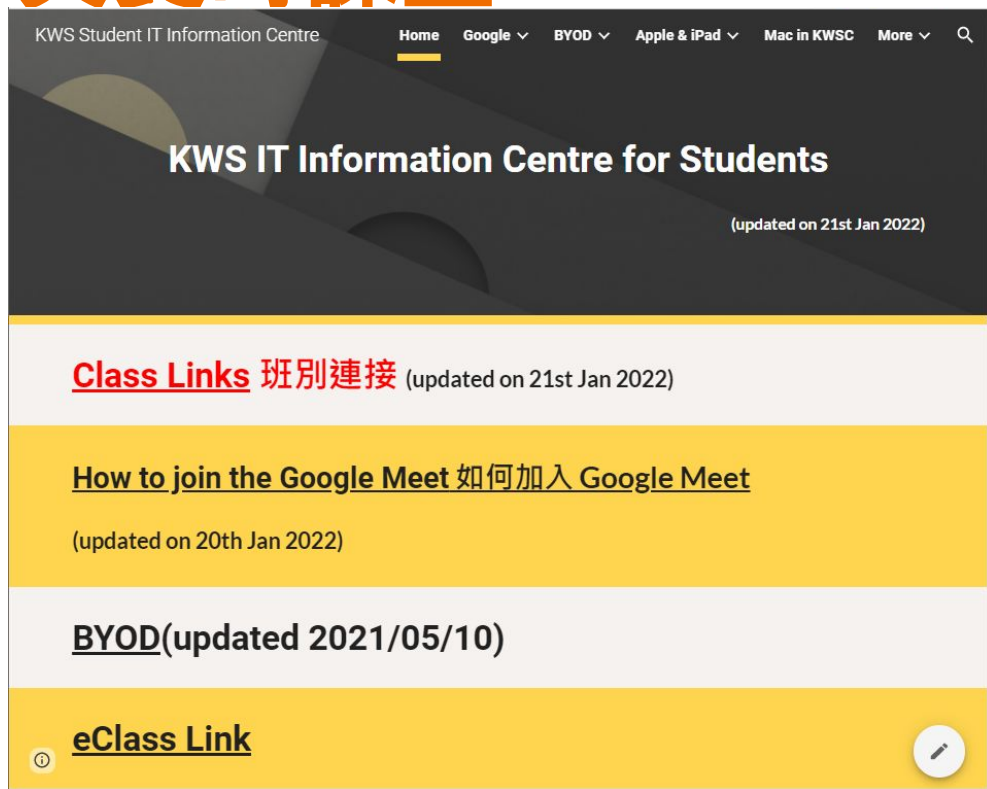 KWS Student IT Information Centre Home Google BYOD Apple & iPad Mac in KWSC More
KWS IT Information Centre for Students
(updated on 21st Jan 2022)
Class Links 班別連接 (updated on 21st Jan 2022)
How to join the Google Meet 如何加入 Google Meet
(updated on 20th Jan 2022)
BYOD(updated 2021/05/10)
eClass Link